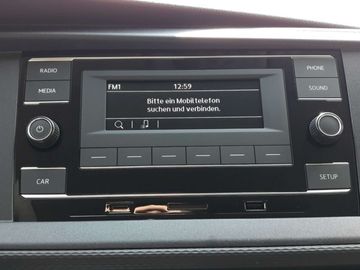 RADIO
PHONE
FM1 12:59
MEDIA
SOUND
Bitte ein Mobiltelefon
suchen und verbinden.
CAR
SETUP